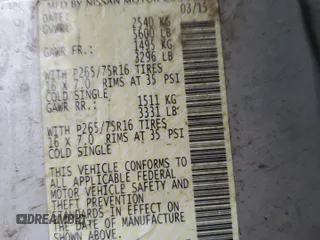 MFD BY NISSAN MOTOR
DATE: 03/15
GVWR: 2540 KG
5600 LB
GAWR FR.: 1495 KG
3296 LB
WITH P265/75R16 TIRES
16 X 7.0 RIMS AT 35 PSI
COLD SINGLE
GAWR RR.: 1511 KG
3331 LB
WITH P265/75R16 TIRES
16 X 7.0 RIMS AT 35 PSI
COLD SINGLE
THIS VEHICLE CONFORMS TO
ALL APPLICABLE FEDERAL
MOTOR VEHICLE SAFETY AND
THEFT PREVENTION
STANDARDS IN EFFECT ON
THE DATE OF MANUFACTURE
SHOWN ABOVE.
DREAMBID